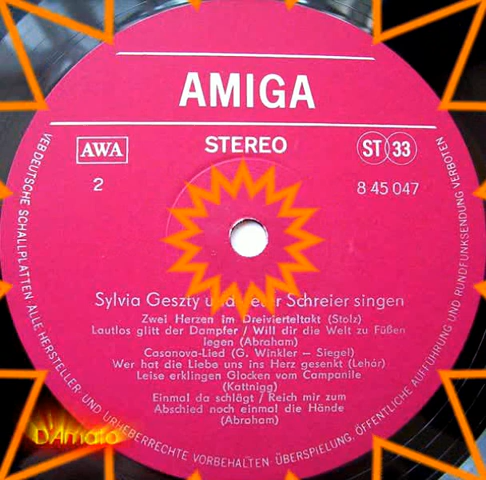 AMIGA
AWA
STEREO
ST 33
2
8 45 047
Sylvia Geszty und Peter Schreier singen
Zwei Herzen im Dreivierteltakt (Stolz)
Lautlos glitt der Dampfer / Will dir die Welt zu Füßen
legen (Abraham)
Casanova-Lied (G. Winkler – Siegel)
Wer hat die Liebe uns ins Herz gesenkt (Lehár)
Leise erklingen Glocken vom Campanile
(Kattnigg)
Einmal da schlägt / Reich mir zum
Abschied noch einmal die Hände
(Abraham)
VEB DEUTSCHE SCHALLPLATTEN · ALLE HERSTELLER- UND URHEBERRECHTE VORBEHALTEN · ÜBERSPIELUNG, ÖFFENTLICHE AUFFÜHRUNG UND RUNDFUNKSENDUNG VERBOTEN
D'Amato